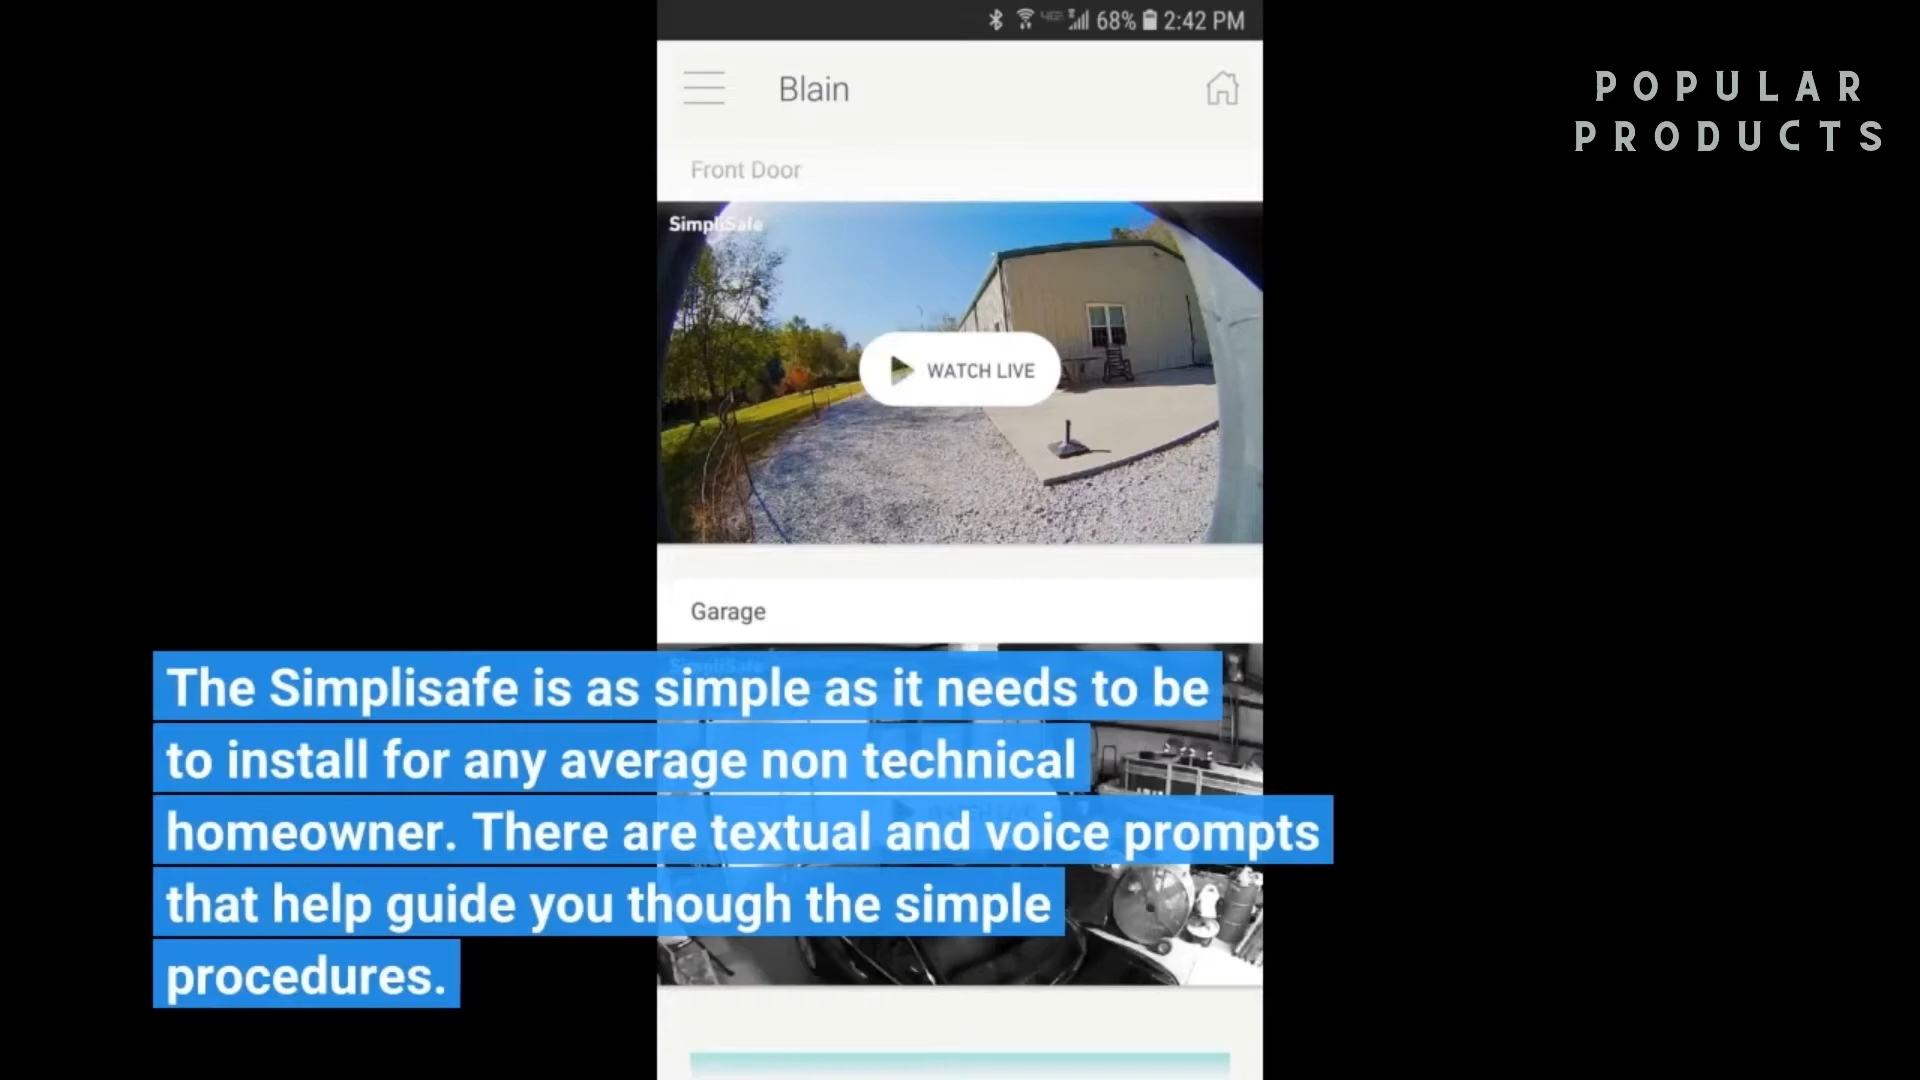 68% 2:42 PM
Blain
POPULAR
PRODUCTS
Front Door
SimpliSafe
WATCH LIVE
Garage
SimpliSafe
The Simplisafe is as simple as it needs to be
to install for any average non technical
homeowner. There are textual and voice prompts
that help guide you though the simple
procedures.